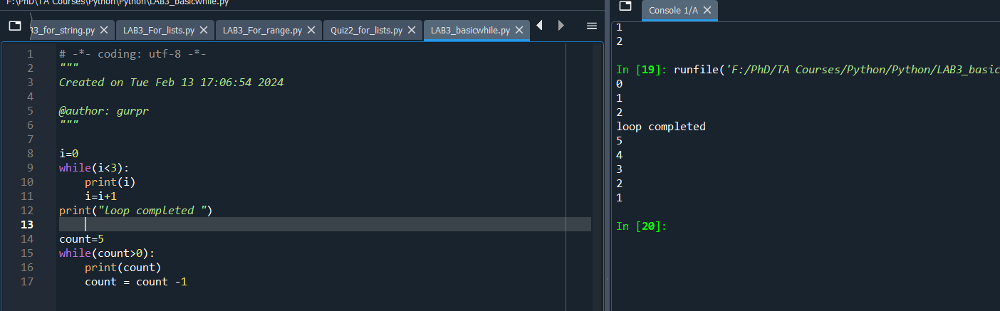 F:\PhD\TA Courses\Python\Python\LAB3_basicwhile.py
3_for_string.py
LAB3_For_lists.py
LAB3_For_range.py
Quiz2_for_lists.py
LAB3_basicwhile.py
1 # -*- coding: utf-8 -*-
2 """
3 Created on Tue Feb 13 17:06:54 2024
4
5 @author: gurpr
6 """
7
8 i=0
9 while(i<3):
10     print(i)
11     i=i+1
12 print("loop completed ")
13
14 count=5
15 while(count>0):
16     print(count)
17     count = count -1
Console 1/A
1
2
In [19]: runfile('F:/PhD/TA Courses/Python/Python/LAB3_basic
0
1
2
loop completed
5
4
3
2
1
In [20]: